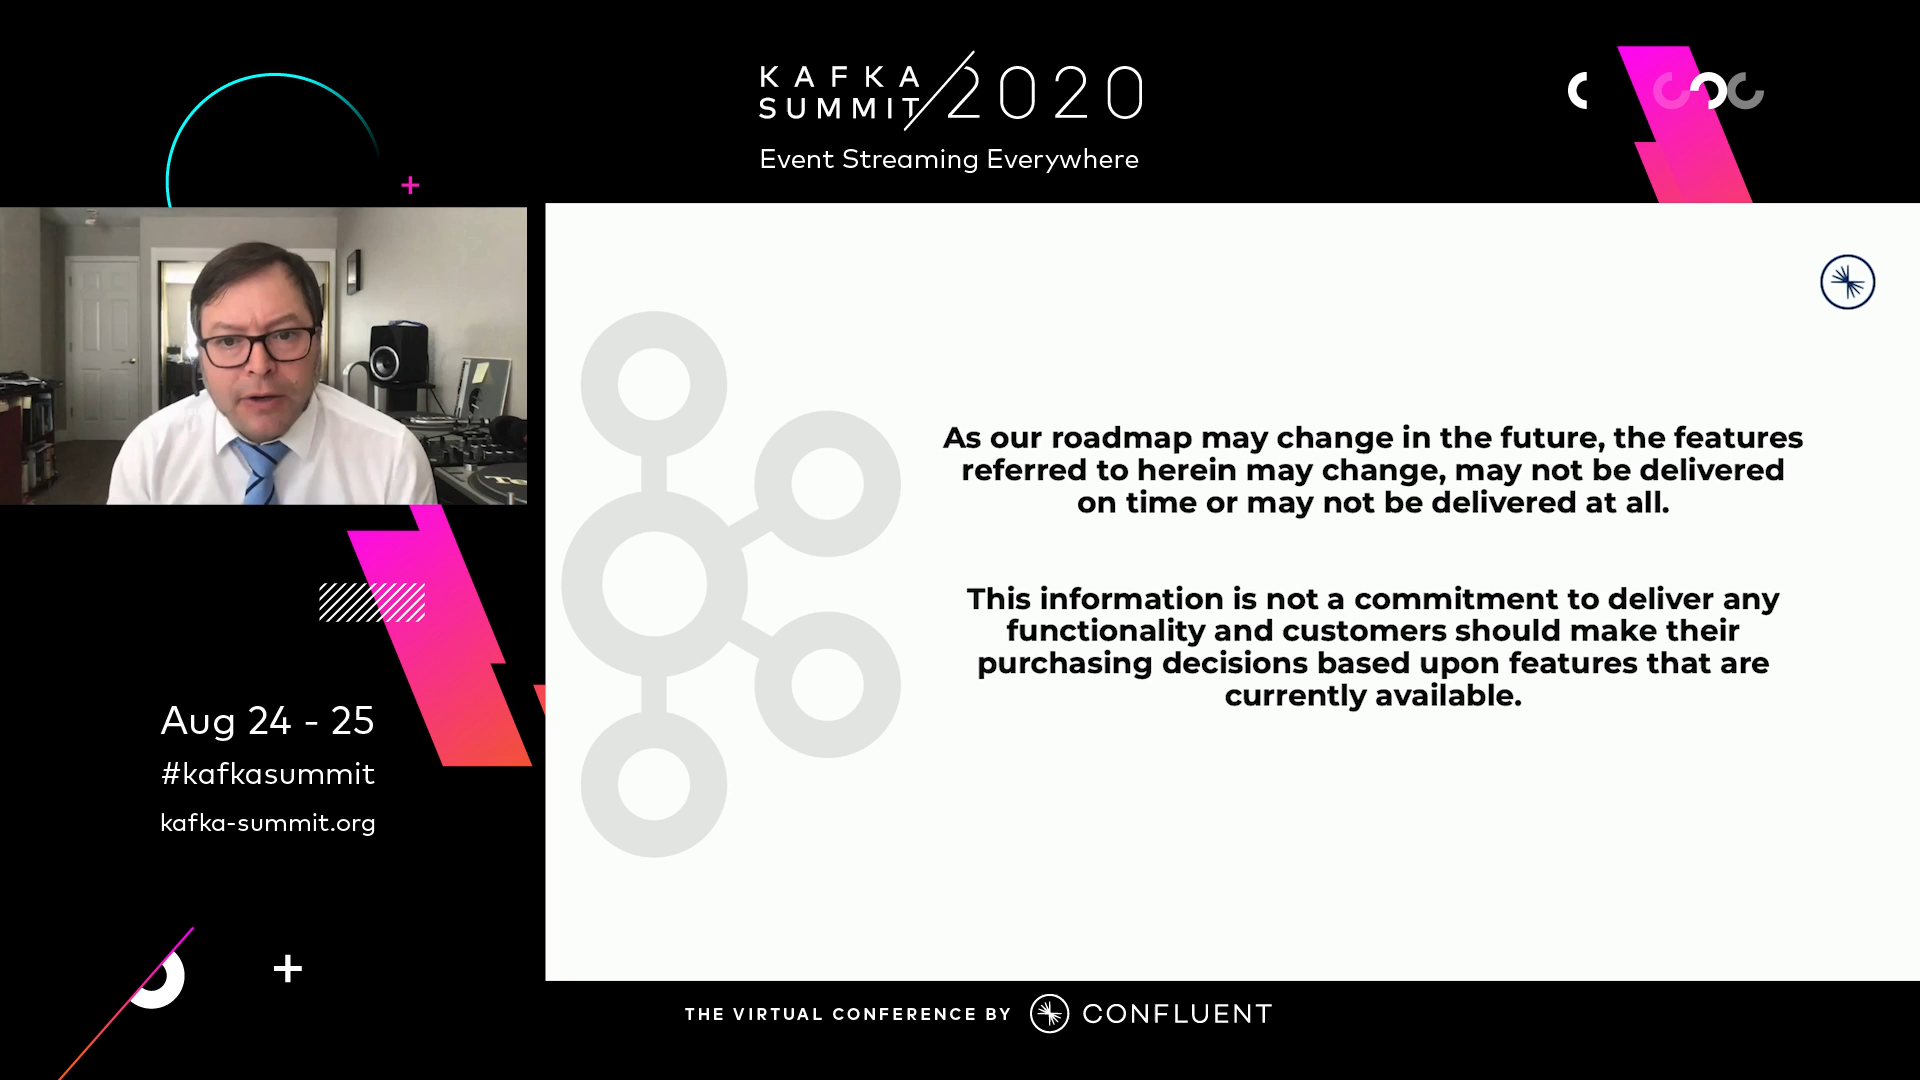 KAFKA
SUMMIT 2020
Event Streaming Everywhere
As our roadmap may change in the future, the features
referred to herein may change, may not be delivered
on time or may not be delivered at all.
This information is not a commitment to deliver any
functionality and customers should make their
purchasing decisions based upon features that are
currently available.
Aug 24 - 25
#kafkasummit
kafka-summit.org
THE VIRTUAL CONFERENCE BY CONFLUENT